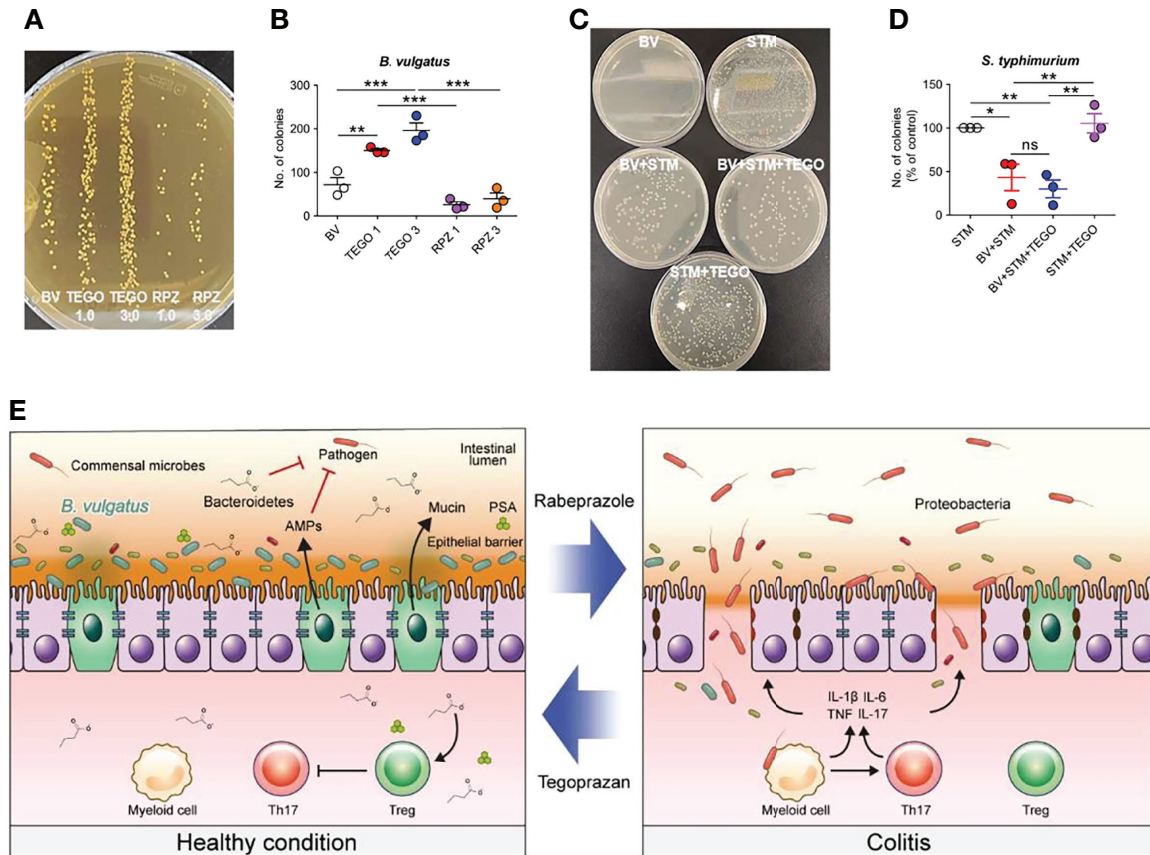 A
BV TEGO TEGO RPZ RPZ
1.0 3.0 1.0 3.0
B
B. vulgatus
No. of colonies
300
200
100
0
***
***
***
**
BV
TEGO 1
TEGO 3
RPZ 1
RPZ 3
C
BV
STM
BV+STM
BV+STM+TEGO
STM+TEGO
D
S. typhimurium
No. of colonies
(% of control)
150
100
50
0
**
**
**
*
ns
STM
BV+STM
BV+STM+TEGO
STM+TEGO
E
Commensal microbes
Pathogen
Intestinal
lumen
Bacteroidetes
B. vulgatus
AMPs
Mucin
PSA
Epithelial barrier
Myeloid cell
Th17
Treg
Healthy condition
Rabeprazole
Tegoprazan
Proteobacteria
IL-1β IL-6
TNF IL-17
Myeloid cell
Th17
Treg
Colitis